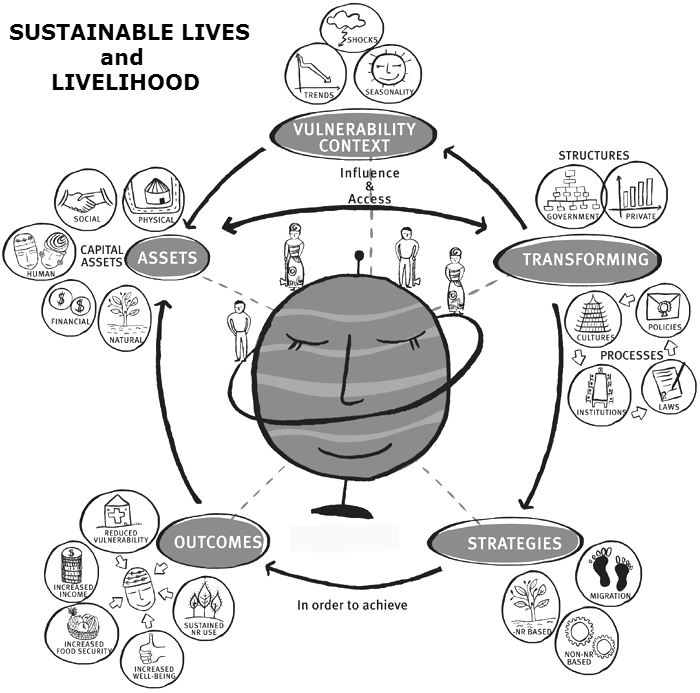 SUSTAINABLE LIVES
and
LIVELIHOOD
SHOCKS
TRENDS
SEASONALITY
VULNERABILITY
CONTEXT
Influence
&
Access
STRUCTURES
GOVERNMENT
PRIVATE
SOCIAL
PHYSICAL
HUMAN
CAPITAL
ASSETS
ASSETS
FINANCIAL
NATURAL
TRANSFORMING
CULTURES
POLICIES
PROCESSES
INSTITUTIONS
LAWS
OUTCOMES
REDUCED
VULNERABILITY
$
INCREASED
INCOME
INCREASED
FOOD SECURITY
INCREASED
WELL-BEING
SUSTAINED
NR USE
In order to achieve
STRATEGIES
MIGRATION
-NR BASED
NON-NR
BASED
$ $